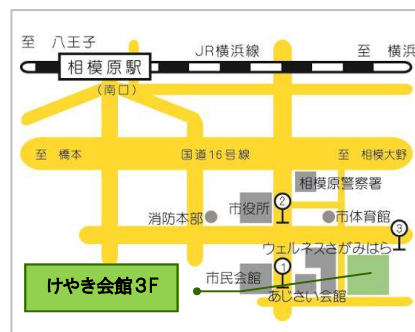 至 八王子
JR横浜線
至 横浜
相模原駅
(南口)
至 橋本
国道16号線
至 相模大野
相模原警察署
②
市役所
消防本部
市体育館
③
ウェルネスさがみはら
けやき会館3F
市民会館
①
あじさい会館